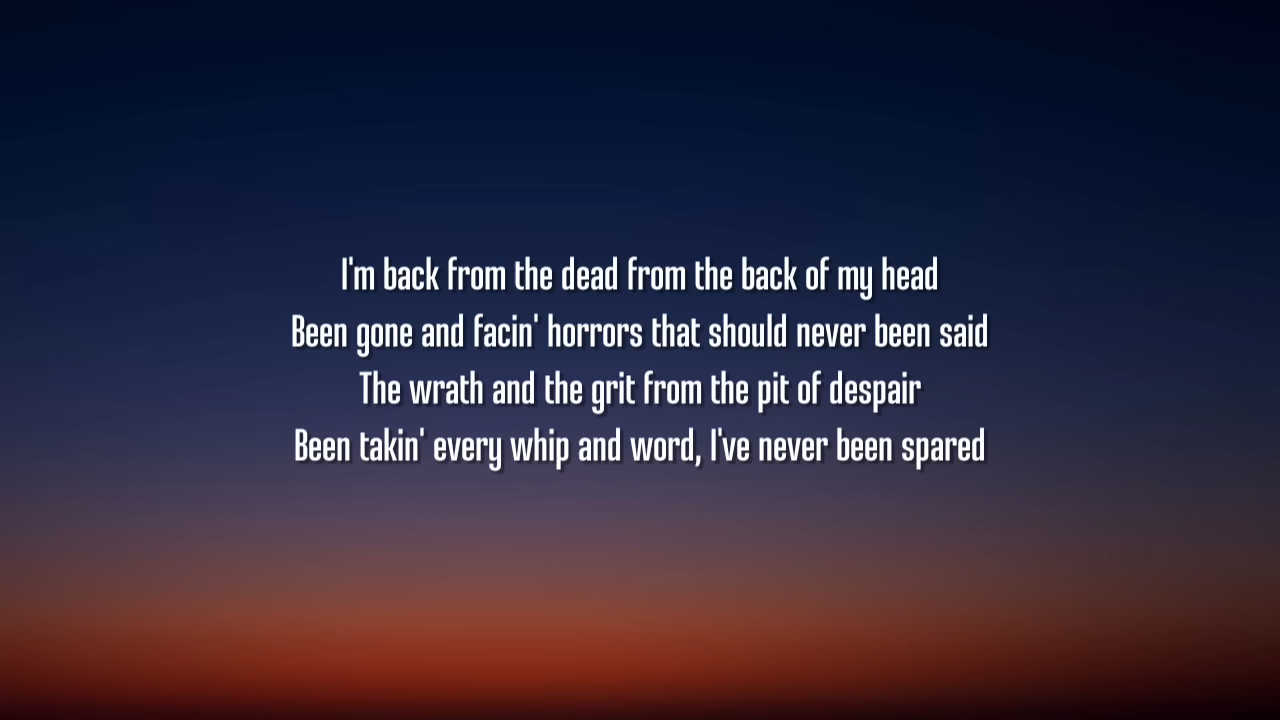 I'm back from the dead from the back of my head
Been gone and facin' horrors that should never been said
The wrath and the grit from the pit of despair
Been takin' every whip and word, I've never been spared